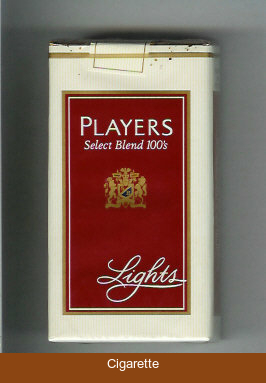 PLAYERS
Select Blend 100's
Lights
Cigarette